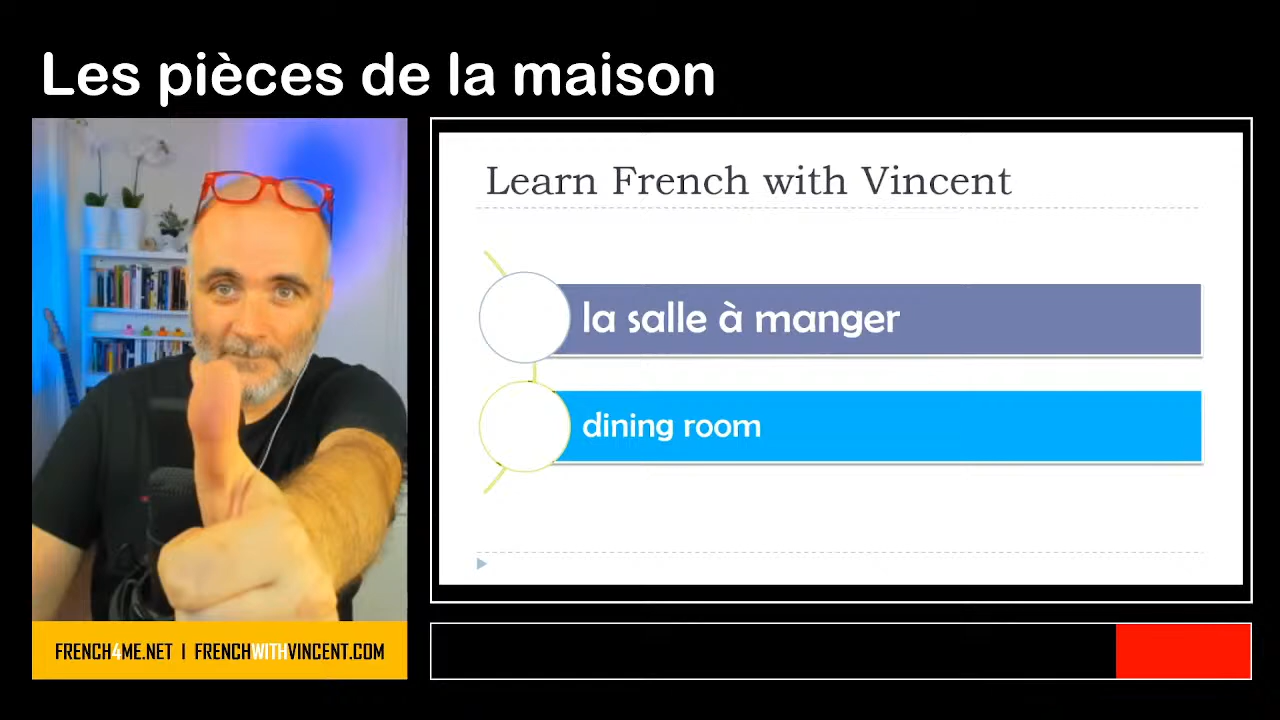 Les pièces de la maison
Learn French with Vincent
la salle à manger
dining room
FRENCH4ME.NET I FRENCHWITHVINCENT.COM